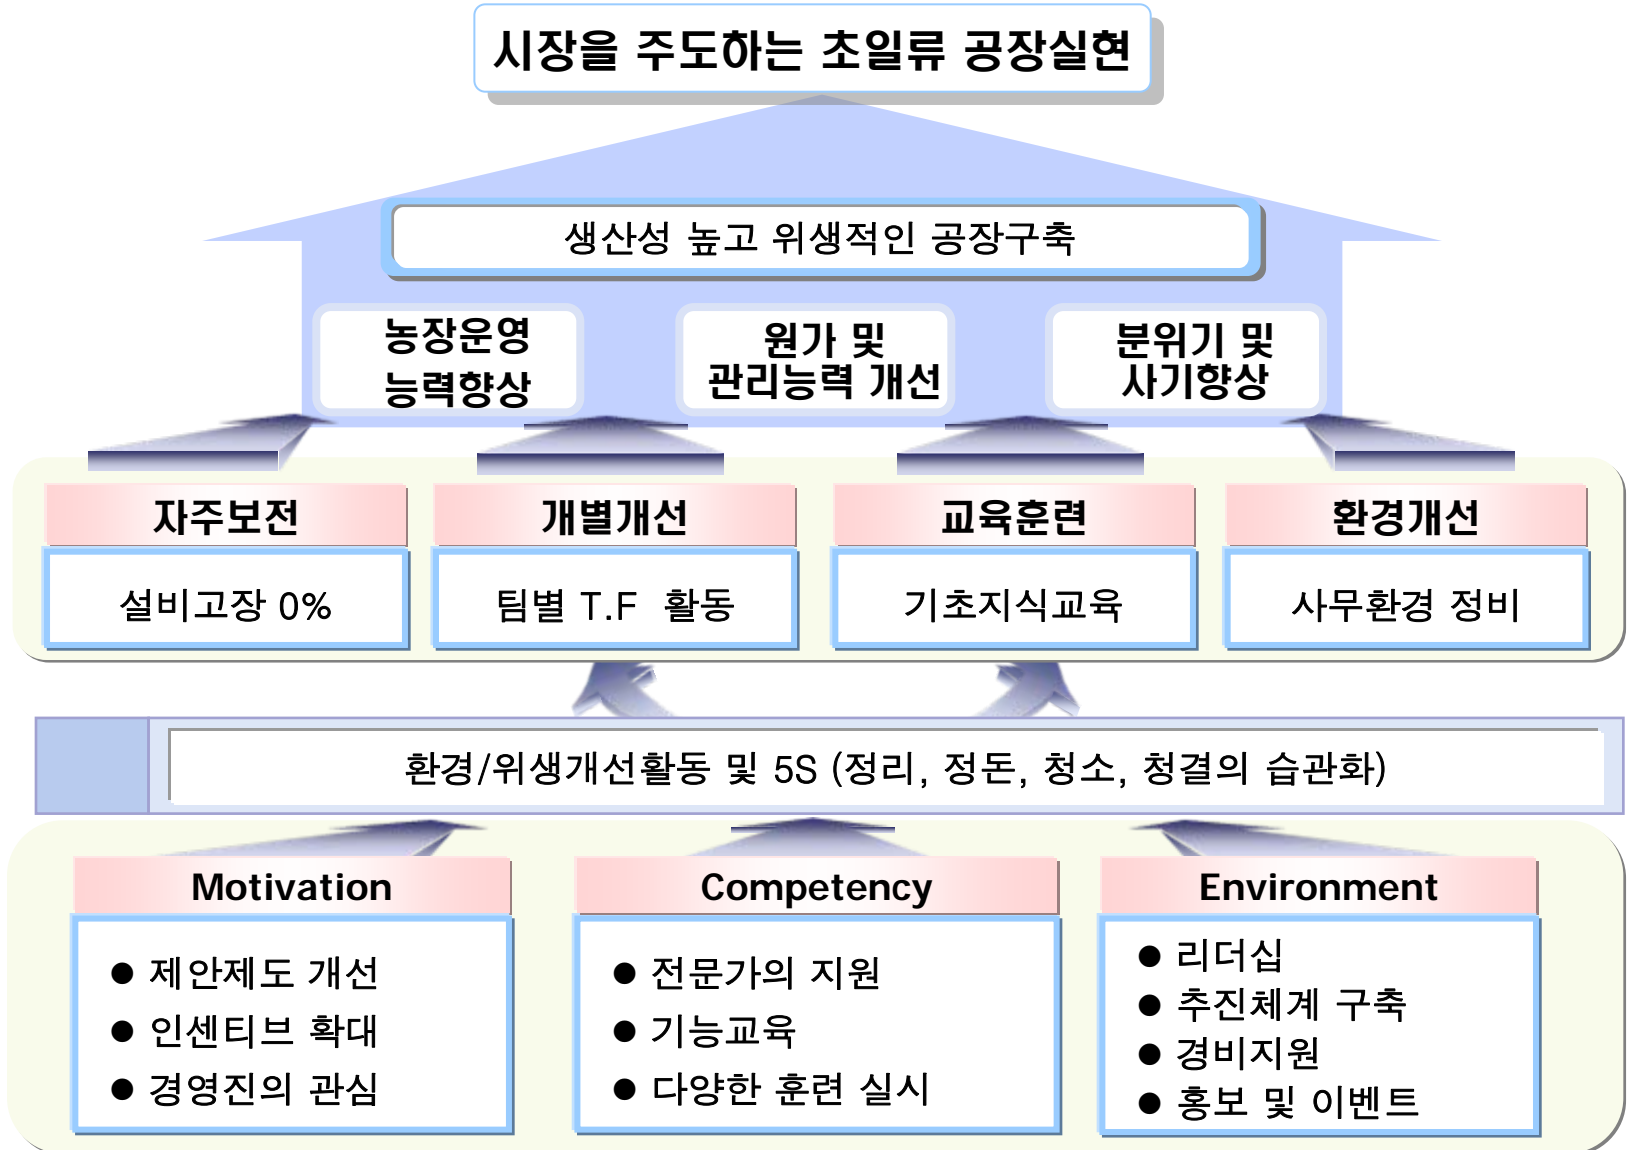 시장을 주도하는 초일류 공장실현
생산성 높고 위생적인 공장구축
농장운영
능력향상
원가 및
관리능력 개선
분위기 및
사기향상
자주보전
설비고장 0%
개별개선
팀별 T.F 활동
교육훈련
기초지식교육
환경개선
사무환경 정비
환경/위생개선활동 및 5S (정리, 정돈, 청소, 청결의 습관화)
Motivation
● 제안제도 개선
● 인센티브 확대
● 경영진의 관심
Competency
● 전문가의 지원
● 기능교육
● 다양한 훈련 실시
Environment
● 리더십
● 추진체계 구축
● 경비지원
● 홍보 및 이벤트